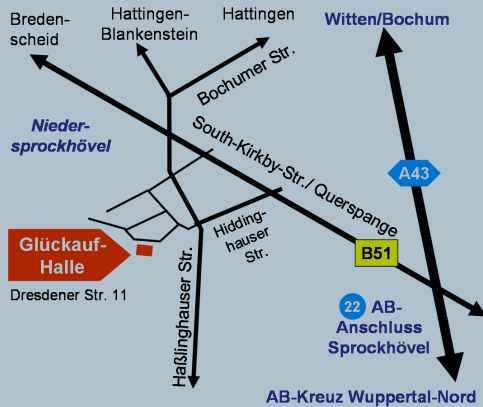 Breden-
scheid
Hattingen-
Blankenstein
Hattingen
Witten/Bochum
Bochumer Str.
Nieder-
sprockhövel
South-Kirkby-Str./ Querspange
A43
Hidding-
hauser
Str.
Glückauf-
Halle
Dresdener Str. 11
Haßlinghauser Str.
B51
22 AB-
Anschluss
Sprockhövel
AB-Kreuz Wuppertal-Nord